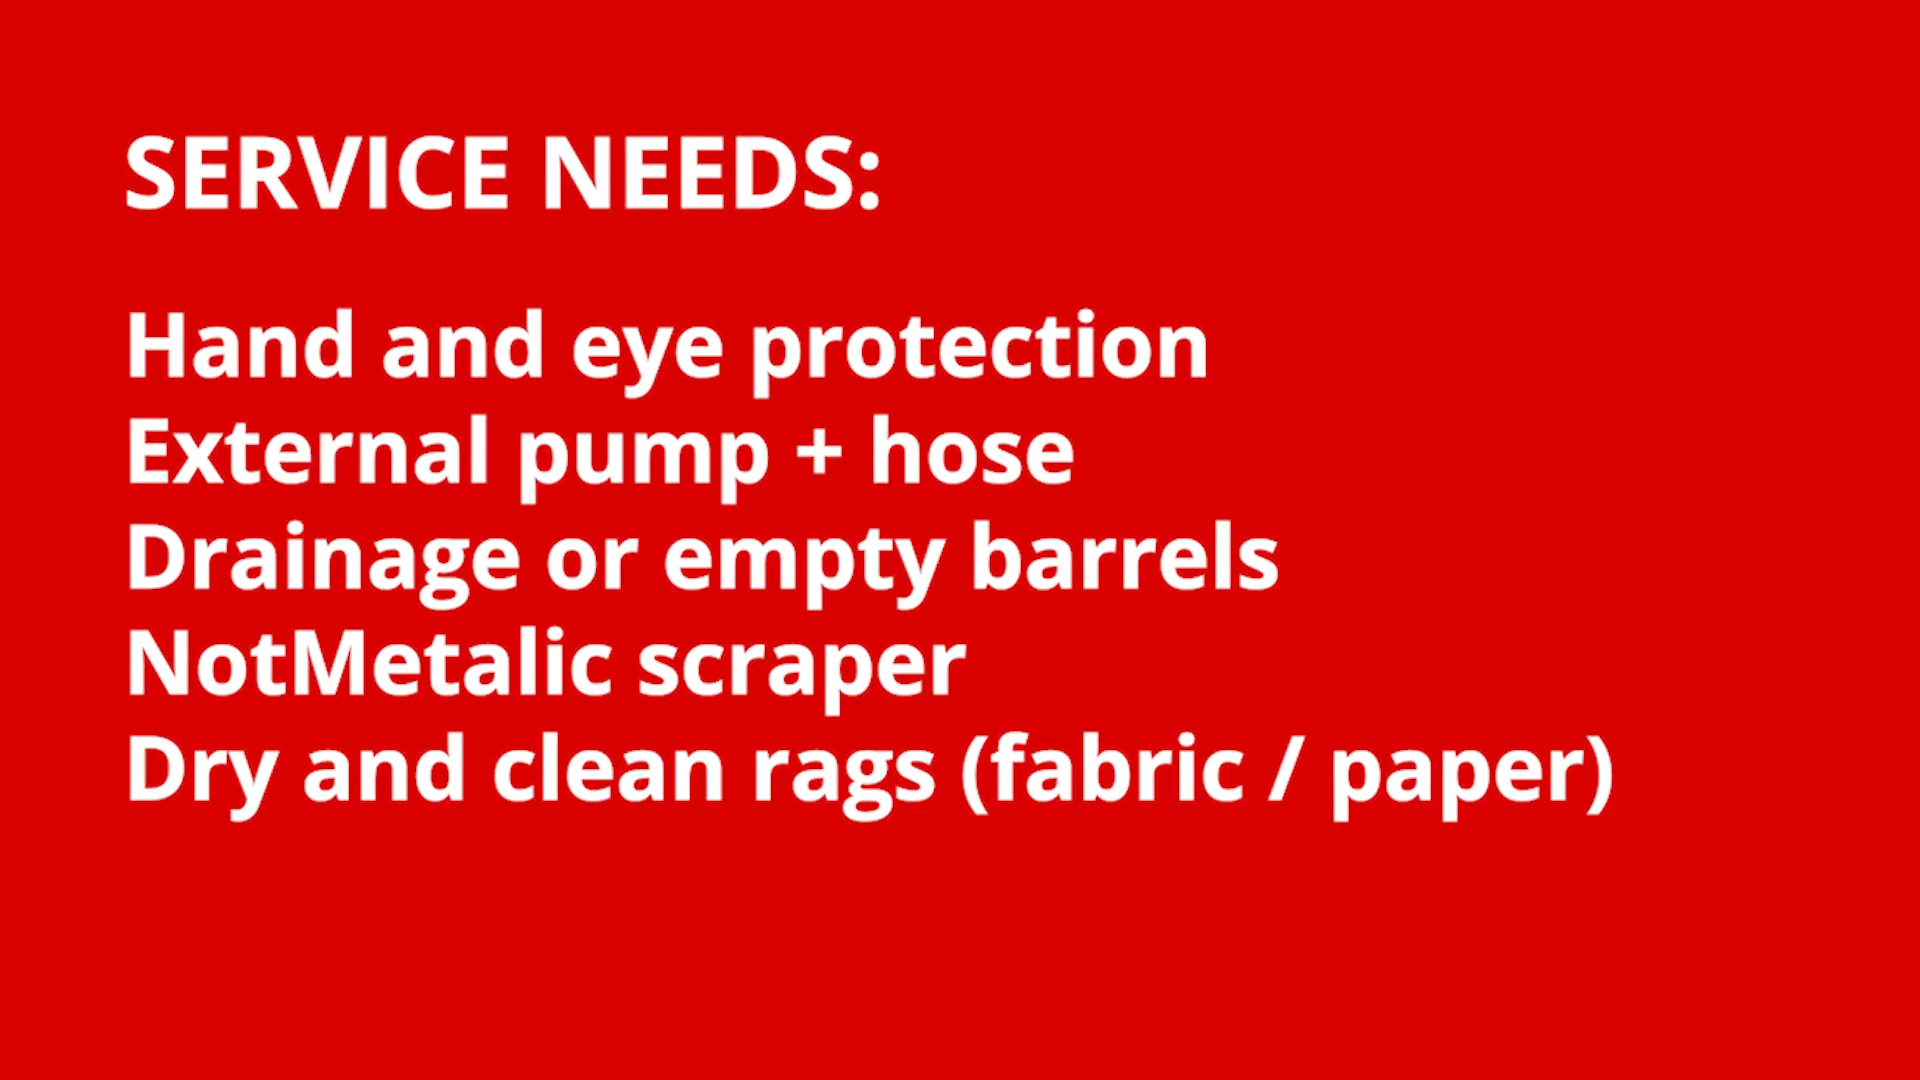 SERVICE NEEDS:
Hand and eye protection
External pump + hose
Drainage or empty barrels
NotMetalic scraper
Dry and clean rags (fabric / paper)